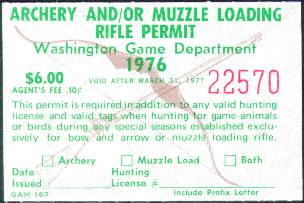 ARCHERY AND/OR MUZZLE LOADING
RIFLE PERMIT
Washington Game Department
1976
$6.00
VOID AFTER MARCH 31, 1977
22570
AGENT'S FEE .10¢
This permit is required in addition to any valid hunting
license and valid tags when hunting for game animals
or birds during any special seasons established exclu-
sively for bow and arrow or muzzle loading rifle.
Archery Muzzle Load Both
Date Hunting
Issued License #
GAM 163 Include Prefix Letter